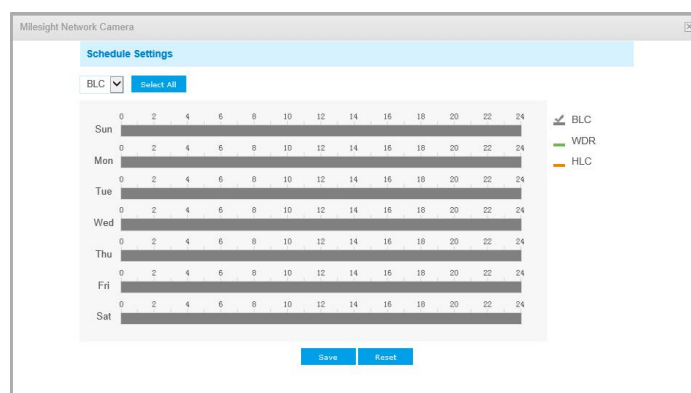 Milesight Network Camera
Schedule Settings
BLC Select All
0 2 4 6 8 10 12 14 16 18 20 22 24
Sun
0 2 4 6 8 10 12 14 16 18 20 22 24
Mon
0 2 4 6 8 10 12 14 16 18 20 22 24
Tue
0 2 4 6 8 10 12 14 16 18 20 22 24
Wed
0 2 4 6 8 10 12 14 16 18 20 22 24
Thu
0 2 4 6 8 10 12 14 16 18 20 22 24
Fri
0 2 4 6 8 10 12 14 16 18 20 22 24
Sat
BLC
WDR
HLC
Save Reset